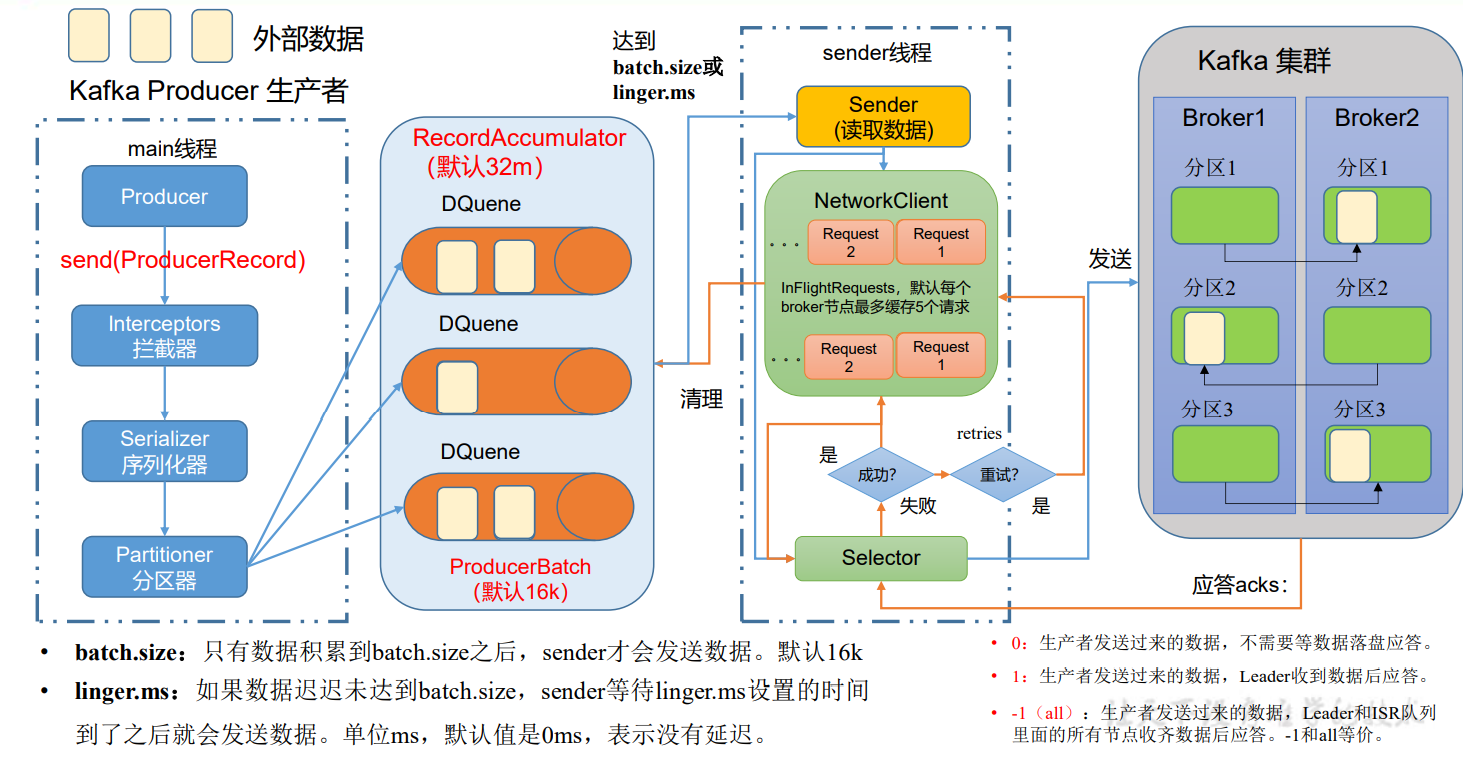 外部数据
Kafka Producer 生产者
main线程
Producer
send(ProducerRecord)
Interceptors
拦截器
Serializer
序列化器
Partitioner
分区器
RecordAccumulator
（默认32m）
DQuene
DQuene
DQuene
ProducerBatch
（默认16k）
达到
batch.size或
linger.ms
sender线程
Sender
(读取数据)
NetworkClient
···
Request
2
Request
1
InFlightRequests，默认每个
broker节点最多缓存5个请求
···
Request
2
Request
1
清理
retries
是
成功?
重试?
失败
是
Selector
发送
Kafka 集群
Broker1
Broker2
分区1
分区1
分区2
分区2
分区3
分区3
应答acks：
• batch.size：只有数据积累到batch.size之后，sender才会发送数据。默认16k
• linger.ms：如果数据迟迟未达到batch.size，sender等待linger.ms设置的时间
到了之后就会发送数据。单位ms，默认值是0ms，表示没有延迟。
• 0：生产者发送过来的数据，不需要等数据落盘应答。
• 1：生产者发送过来的数据，Leader收到数据后应答。
• -1（all）：生产者发送过来的数据，Leader和ISR队列
里面的所有节点收齐数据后应答。-1和all等价。